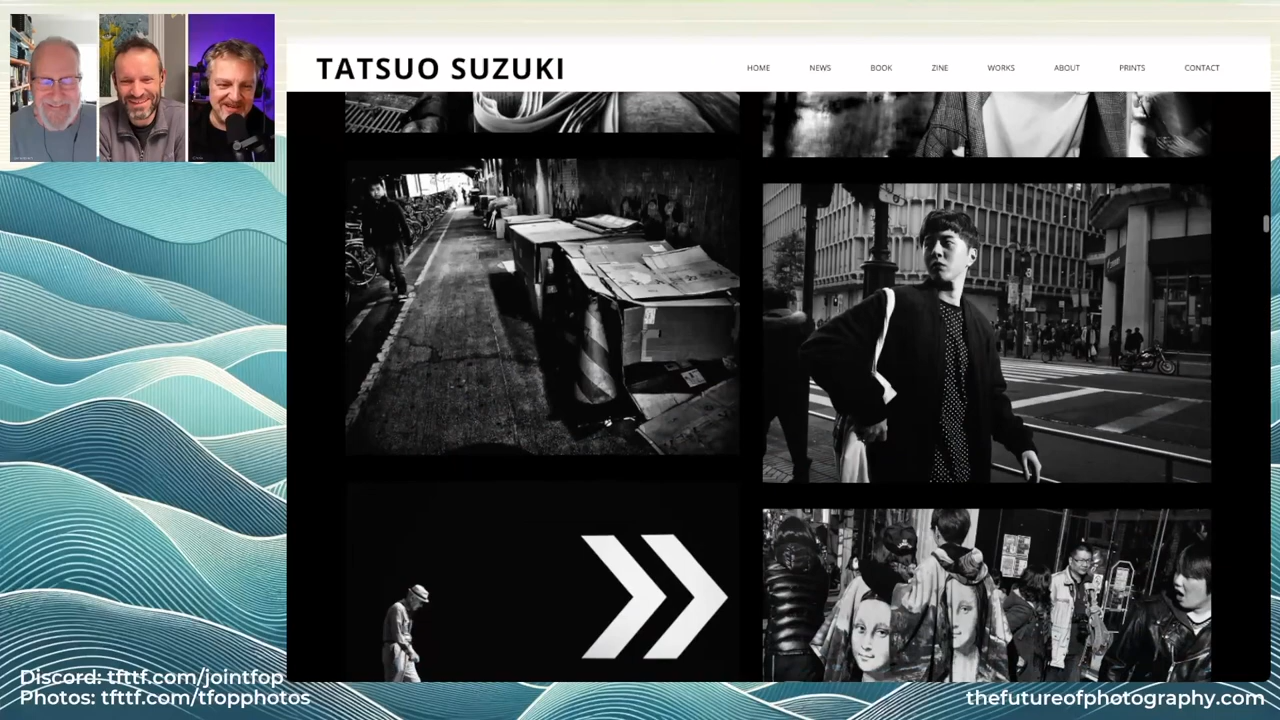 TATSUO SUZUKI
HOME NEWS BOOK ZINE WORKS ABOUT PRINTS CONTACT
Discord: tfttf.com/jointfop
Photos: tfttf.com/tfopphotos
thefutureofphotography.com